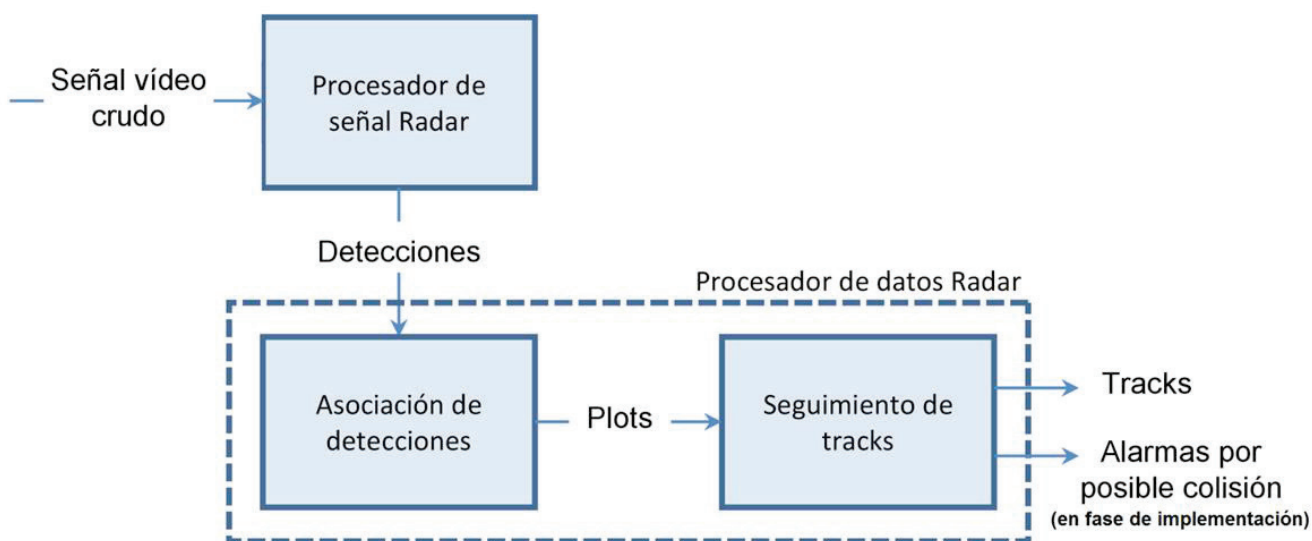 Señal vídeo
crudo
Procesador de
señal Radar
Detecciones
Procesador de datos Radar
Asociación de
detecciones
Plots
Seguimiento de
tracks
Tracks
Alarmas por
posible colisión
(en fase de implementación)